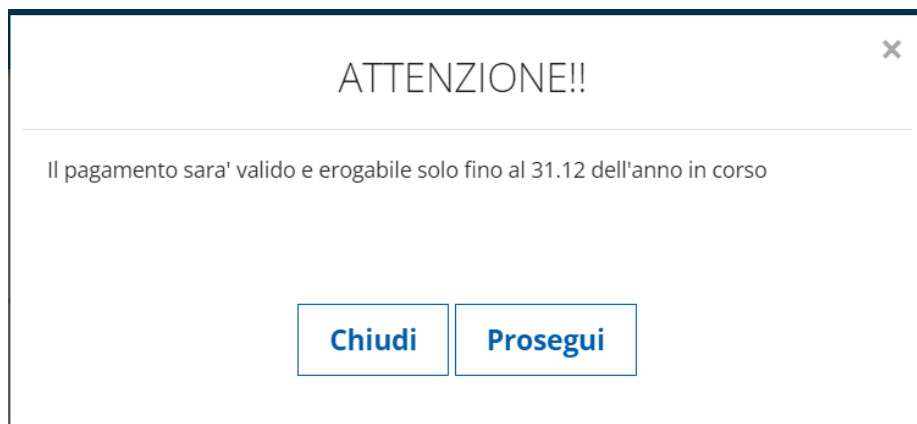 ×
ATTENZIONE!!
Il pagamento sara' valido e erogabile solo fino al 31.12 dell'anno in corso
Chiudi Prosegui